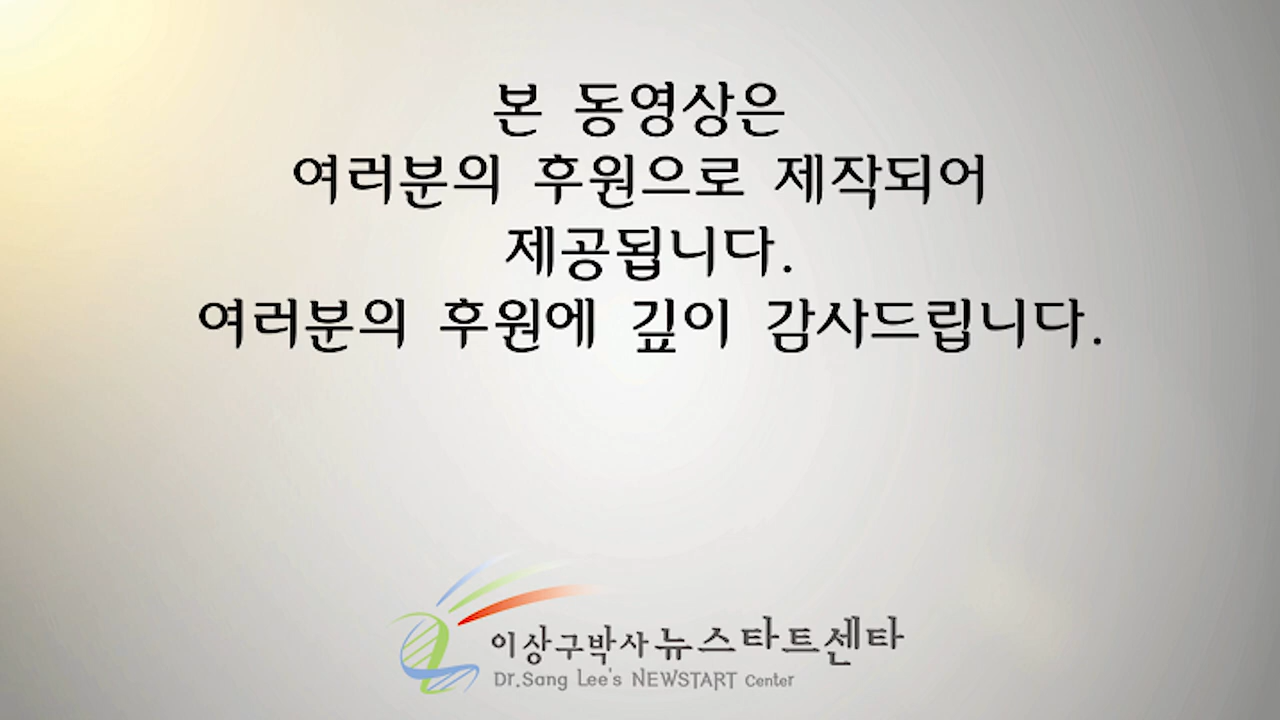 본 동영상은
여러분의 후원으로 제작되어
제공됩니다.
여러분의 후원에 깊이 감사드립니다.
이상구박사 뉴스타트센타
Dr.Sang Lee's NEWSTART Center